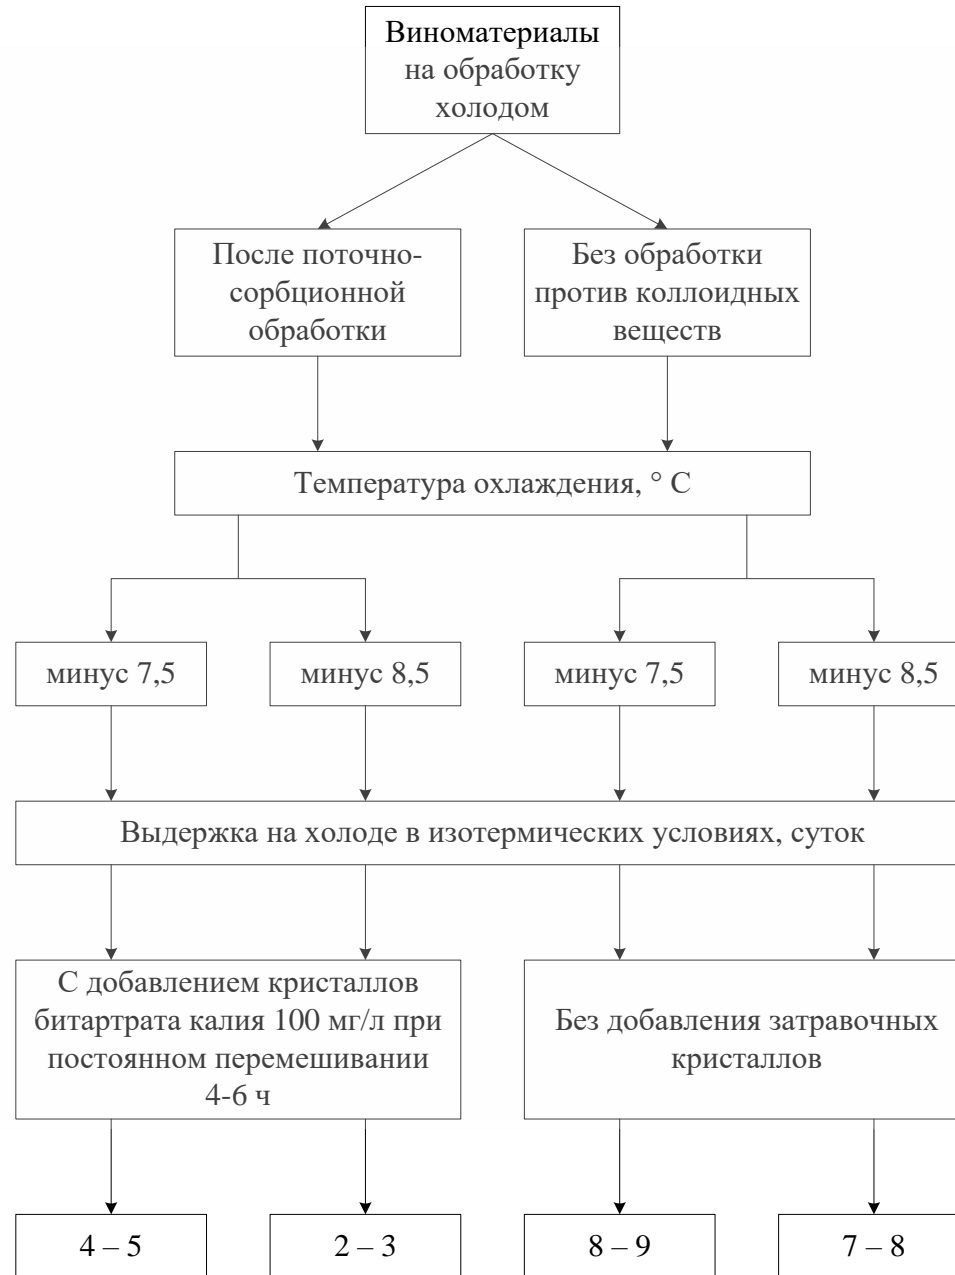 Виноматериалы
на обработку
холодом
После поточно-
сорбционной
обработки
Без обработки
против коллоидных
веществ
Температура охлаждения, ° С
минус 7,5
минус 8,5
минус 7,5
минус 8,5
Выдержка на холоде в изотермических условиях, суток
С добавлением кристаллов
битартрата калия 100 мг/л при
постоянном перемешивании
4-6 ч
Без добавления затравочных
кристаллов
4 – 5
2 – 3
8 – 9
7 – 8